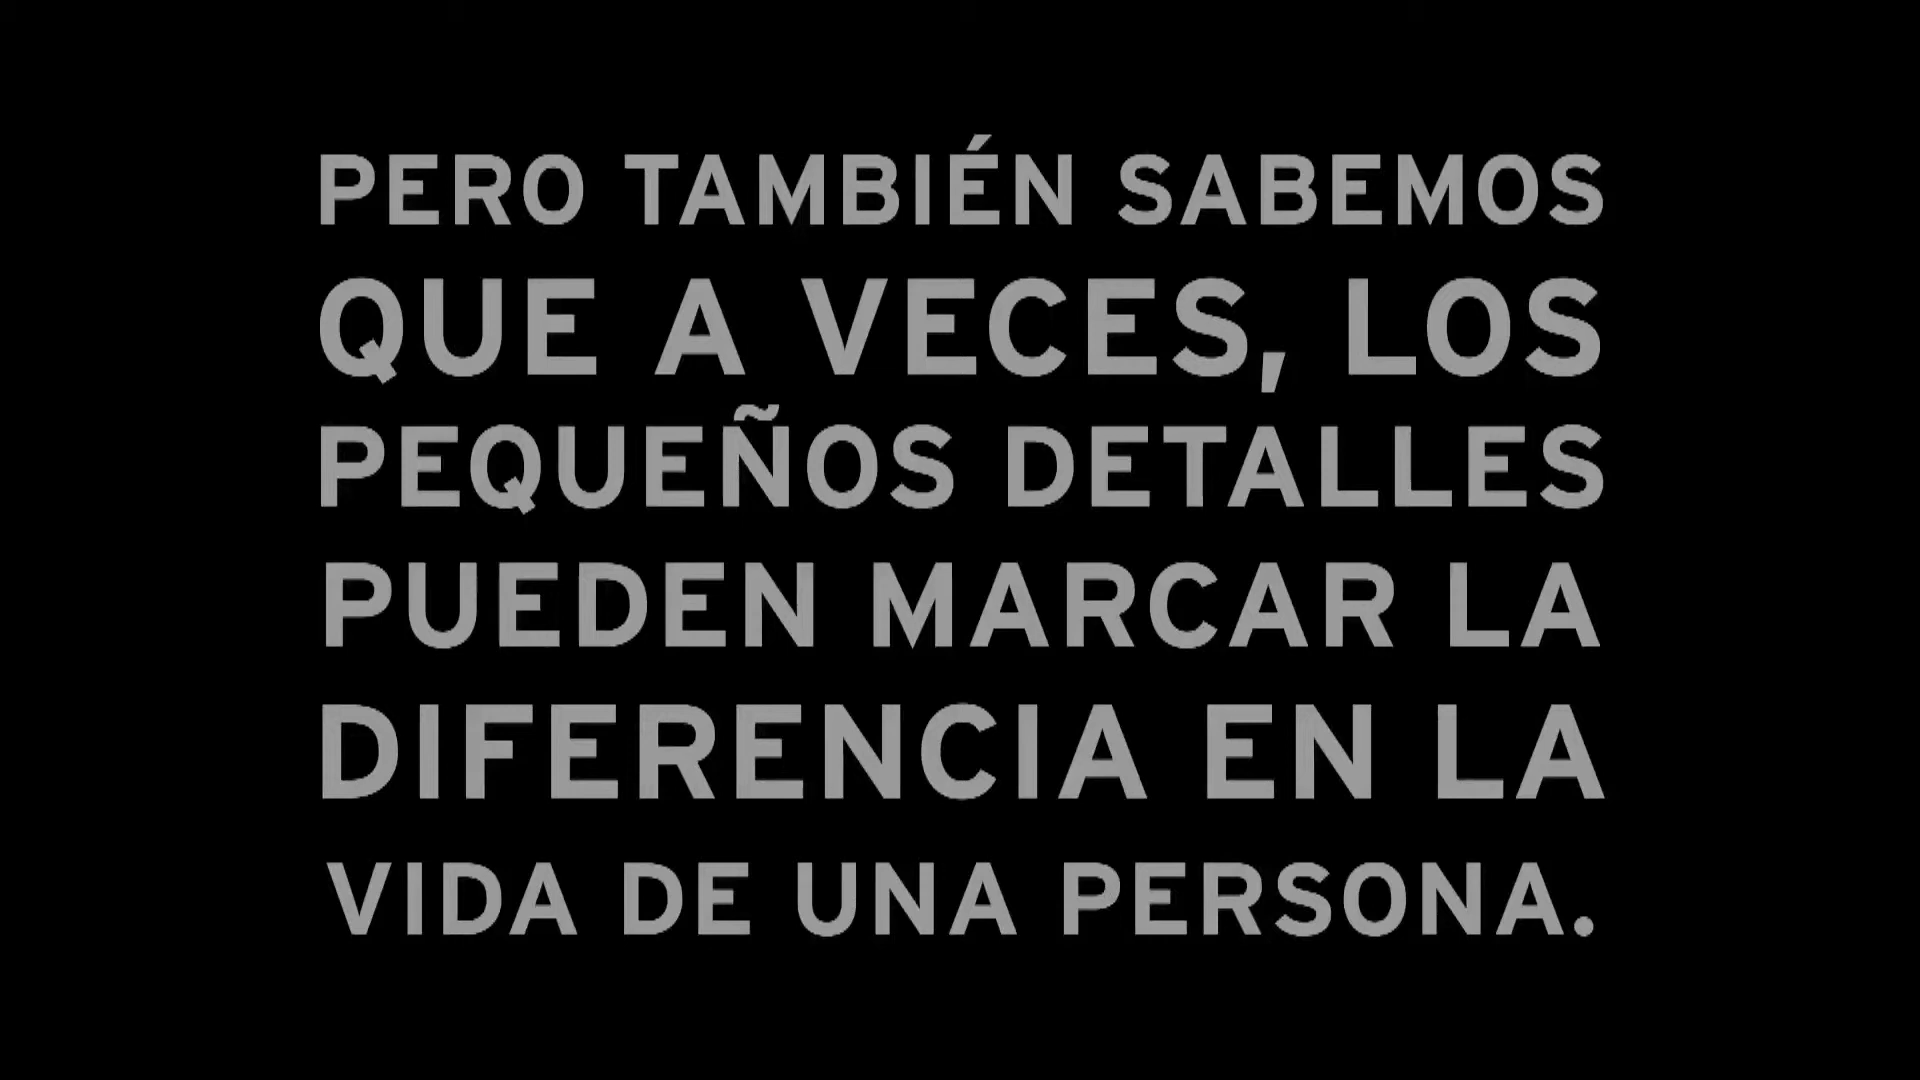 PERO TAMBIÉN SABEMOS
QUE A VECES, LOS
PEQUEÑOS DETALLES
PUEDEN MARCAR LA
DIFERENCIA EN LA
VIDA DE UNA PERSONA.